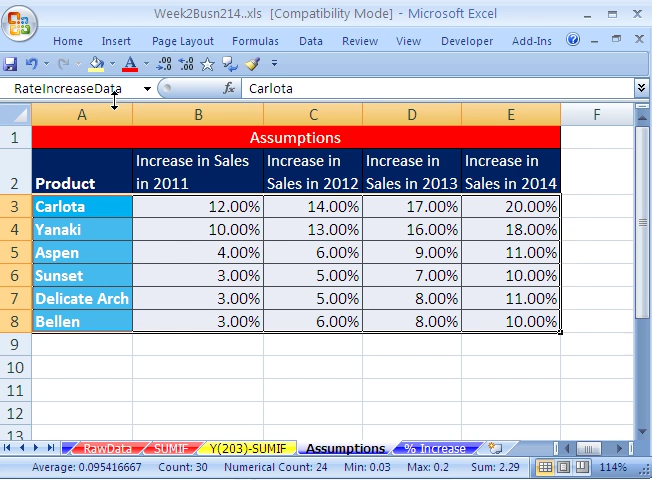 Week2Busn214..xls [Compatibility Mode] - Microsoft Excel
Home Insert Page Layout Formulas Data Review View Developer Add-Ins
RateIncreaseData fx Carlota
A B C D E F
1 Assumptions
Increase in Sales Increase in Increase in Increase in
2 Product in 2011 Sales in 2012 Sales in 2013 Sales in 2014
3 Carlota 12.00% 14.00% 17.00% 20.00%
4 Yanaki 10.00% 13.00% 16.00% 18.00%
5 Aspen 4.00% 6.00% 9.00% 11.00%
6 Sunset 3.00% 5.00% 7.00% 10.00%
7 Delicate Arch 3.00% 5.00% 8.00% 11.00%
8 Bellen 3.00% 6.00% 8.00% 10.00%
9
10
11
12
13
RawData SUMIF Y(203)-SUMIF Assumptions % Increase
Average: 0.095416667 Count: 30 Numerical Count: 24 Min: 0.03 Max: 0.2 Sum: 2.29 114%